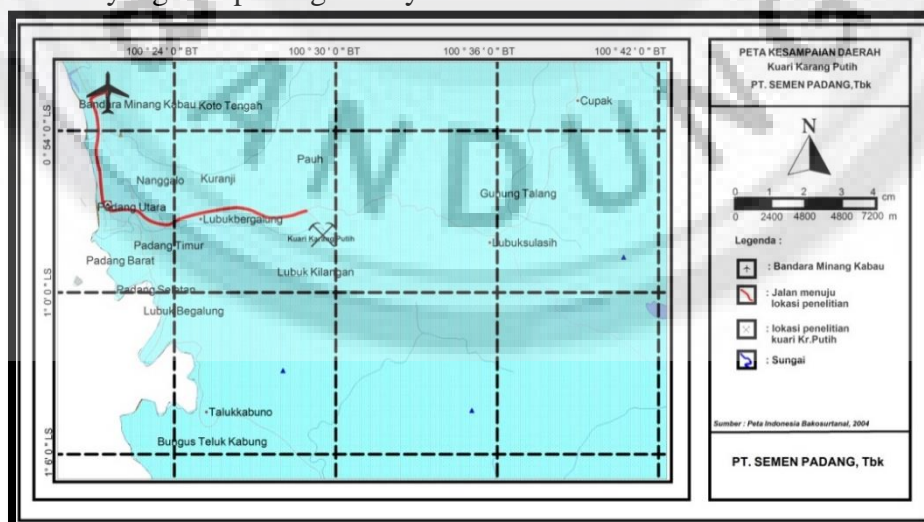 100 ° 24 ' 0 " BT
100 ° 30 ' 0 " BT
100 ° 36 ' 0 " BT
100 ° 42 ' 0 " BT
Bandara Minang Kabau
Koto Tengah
Cupak
0 ° 54 ' 0 " LS
Pauh
Nanggalo
Kuranji
Gunung Talang
Padang Utara
Lubukbergalung
Kuari Karang Putih
Padang Timur
Lubuksulasih
Padang Barat
Lubuk Kilangan
Padang Selatan
1 ° 0 ' 0 " LS
Lubuk Begalung
Talukkabuno
Bungus Teluk Kabung
1 ° 6 ' 0 " LS
PETA KESAMPAIAN DAERAH
Kuari Karang Putih
PT. SEMEN PADANG,Tbk
N
0 1 2 3 4 cm
0 2400 4800 4800 7200 m
Legenda :
: Bandara Minang Kabau
: Jalan menuju
lokasi penelitian
: lokasi penelitian
kuari Kr.Putih
: Sungai
Sumber : Peta Indonesia Bakosurtanal, 2004
PT. SEMEN PADANG, Tbk
ANDUNG